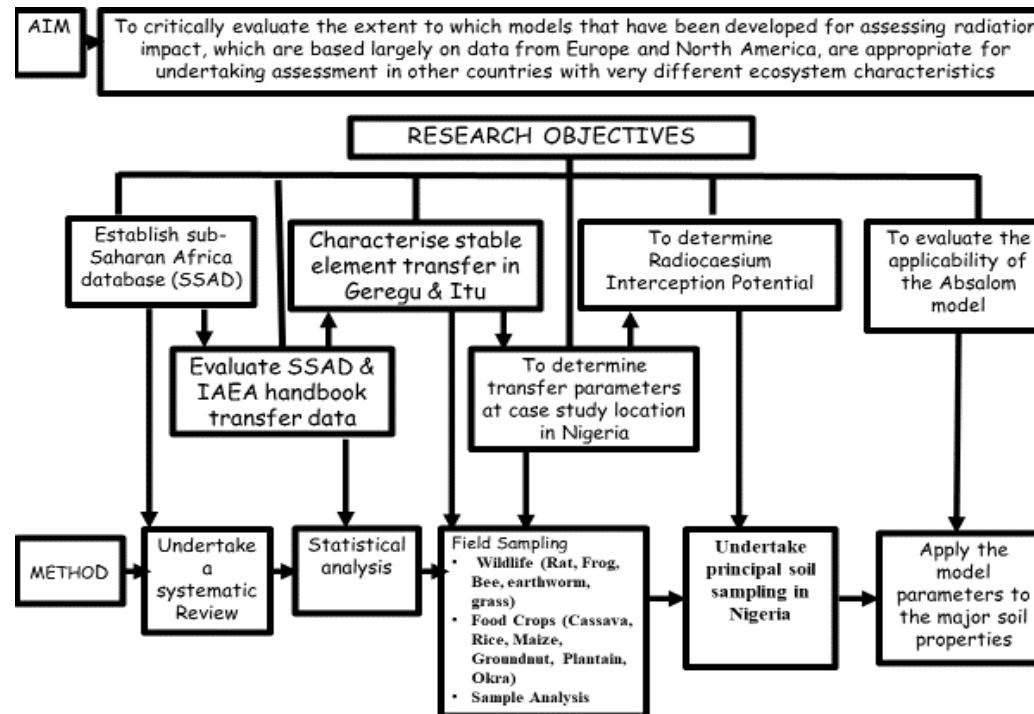 AIM
To critically evaluate the extent to which models that have been developed for assessing radiation
impact, which are based largely on data from Europe and North America, are appropriate for
undertaking assessment in other countries with very different ecosystem characteristics
RESEARCH OBJECTIVES
Establish sub-
Saharan Africa
database (SSAD)
Characterise stable
element transfer in
Geregu & Itu
To determine
Radiocaesium
Interception Potential
To evaluate the
applicability of
the Absalom
model
Evaluate SSAD &
IAEA handbook
transfer data
To determine
transfer parameters
at case study location
in Nigeria
METHOD
Undertake
a
systematic
Review
Statistical
analysis
Field Sampling
• Wildlife (Rat, Frog,
Bee, earthworm,
grass)
• Food Crops (Cassava,
Rice, Maize,
Groundnut, Plantain,
Okra)
• Sample Analysis
Undertake
principal soil
sampling in
Nigeria
Apply the
model
parameters to
the major soil
properties